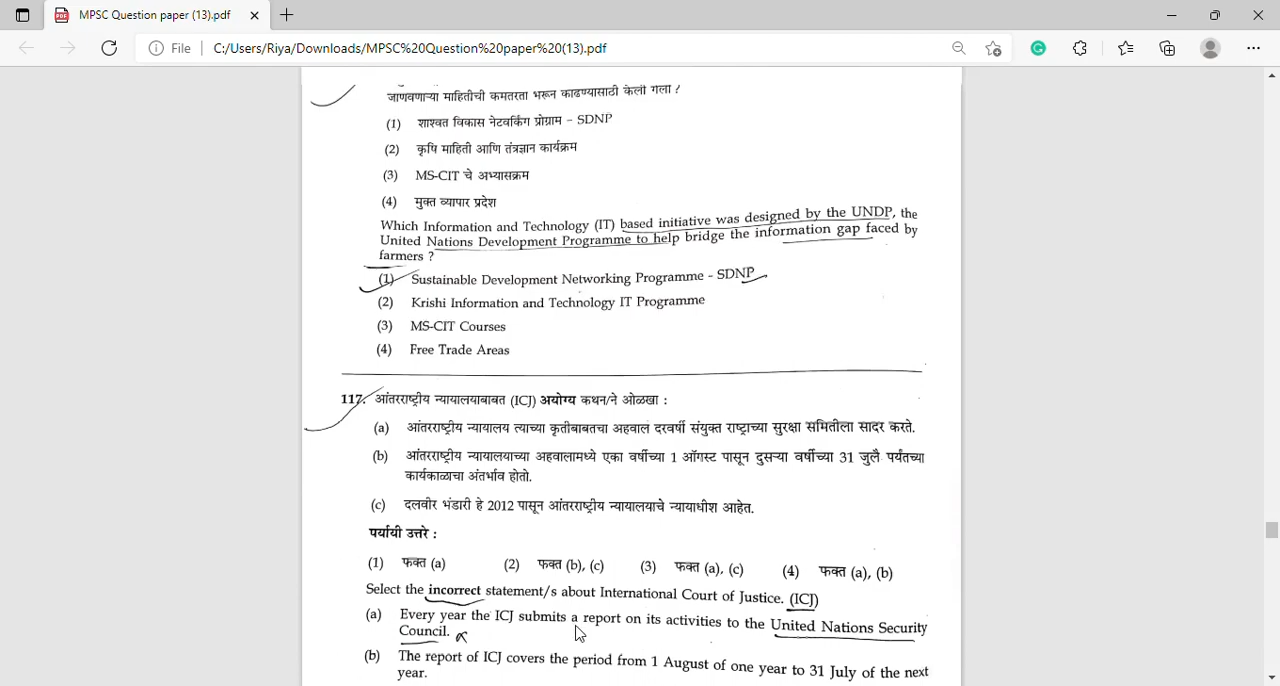 MPSC Question paper (13).pdf
File C:/Users/Riya/Downloads/MPSC%20Question%20paper%20(13).pdf
जाणवणाऱ्या माहितीची कमतरता भरून काढण्यासाठी केली गेली ?
(1) शाश्वत विकास नेटवर्किंग प्रोग्राम - SDNP
(2) कृषि माहिती आणि तंत्रज्ञान कार्यक्रम
(3) MS-CIT चे अभ्यासक्रम
(4) मुक्त व्यापार प्रदेश
Which Information and Technology (IT) based initiative was designed by the UNDP, the
United Nations Development Programme to help bridge the information gap faced by
farmers ?
(1) Sustainable Development Networking Programme - SDNP
(2) Krishi Information and Technology IT Programme
(3) MS-CIT Courses
(4) Free Trade Areas
117. आंतरराष्ट्रीय न्यायालयाबाबत (ICJ) अयोग्य कथन/ने ओळखा :
(a) आंतरराष्ट्रीय न्यायालय त्याच्या कृतीबाबतचा अहवाल दरवर्षी संयुक्त राष्ट्राच्या सुरक्षा समितीला सादर करते.
(b) आंतरराष्ट्रीय न्यायालयाच्या अहवालामध्ये एका वर्षीच्या 1 ऑगस्ट पासून दुसऱ्या वर्षीच्या 31 जुलै पर्यंतच्या
कार्यकाळाचा अंतर्भाव होतो.
(c) दलवीर भंडारी हे 2012 पासून आंतरराष्ट्रीय न्यायालयाचे न्यायाधीश आहेत.
पर्यायी उत्तरे :
(1) फक्त (a) (2) फक्त (b), (c) (3) फक्त (a), (c) (4) फक्त (a), (b)
Select the incorrect statement/s about International Court of Justice. (ICJ)
(a) Every year the ICJ submits a report on its activities to the United Nations Security
Council.
(b) The report of ICJ covers the period from 1 August of one year to 31 July of the next
year.